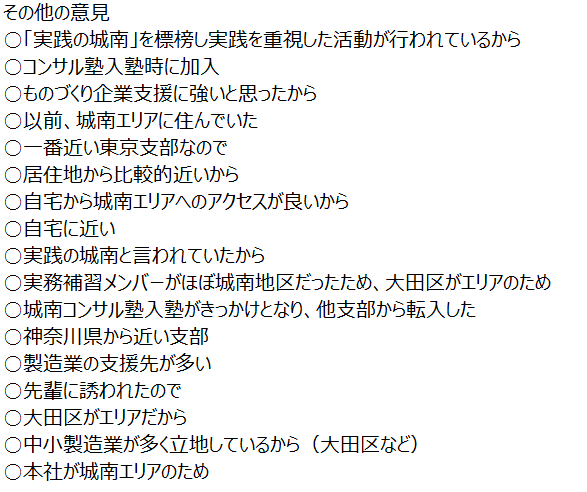 その他の意見
○「実践の城南」を標榜し実践を重視した活動が行われているから
○コンサル塾入塾時に加入
○ものづくり企業支援に強いと思ったから
○以前、城南エリアに住んでいた
○一番近い東京支部なので
○居住地から比較的近いから
○自宅から城南エリアへのアクセスが良いから
○自宅に近い
○実践の城南と言われていたから
○実務補習メンバーがほぼ城南地区だったため、大田区がエリアのため
○城南コンサル塾入塾がきっかけとなり、他支部から転入した
○神奈川県から近い支部
○製造業の支援先が多い
○先輩に誘われたので
○大田区がエリアだから
○中小製造業が多く立地しているから（大田区など）
○本社が城南エリアのため